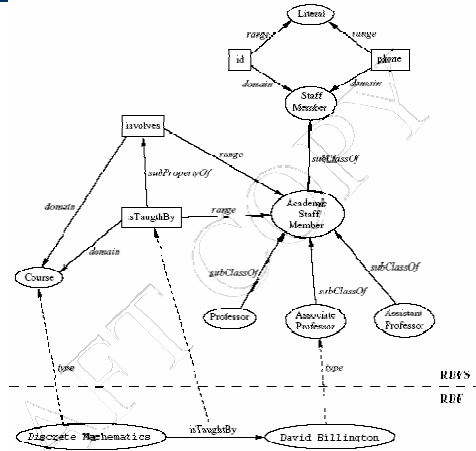 Literal
range
range
id
phone
domain
domain
Staff
Member
involves
subClassOf
range
subPropertyOf
domain
isTaughtBy
range
Academic
Staff
Member
domain
Course
subClassOf
subClassOf
subClassOf
Professor
Associate
Professor
Assistant
Professor
type
type
RDFS
RDF
Discrete Mathematics
isTaughtBy
David Billington
AFT COPY